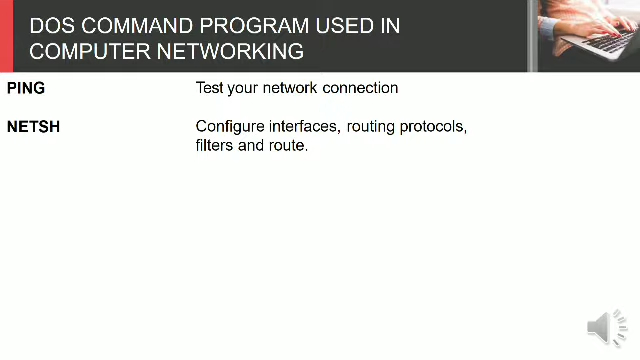 DOS COMMAND PROGRAM USED IN
COMPUTER NETWORKING
PING Test your network connection
NETSH Configure interfaces, routing protocols,
filters and route.